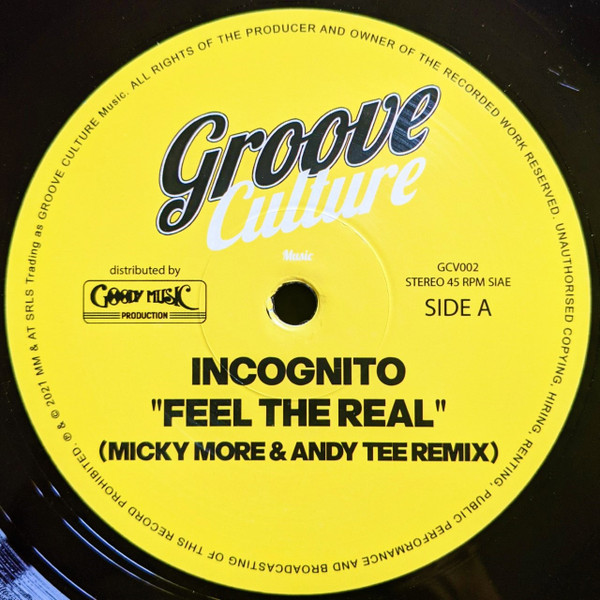 ℗ & © 2021 MM & AT SRLS Trading as GROOVE CULTURE Music. ALL RIGHTS OF THE PRODUCER AND OWNER OF THE RECORDED WORK RESERVED. UNAUTHORISED COPYING, HIRING, RENTING, PUBLIC PERFORMANCE AND BROADCASTING OF THIS RECORD PROHIBITED.
Groove
Culture
Music
distributed by
GOODY MUSIC
PRODUCTION
GCV002
STEREO 45 RPM SIAE
SIDE A
INCOGNITO
"FEEL THE REAL"
(MICKY MORE & ANDY TEE REMIX)